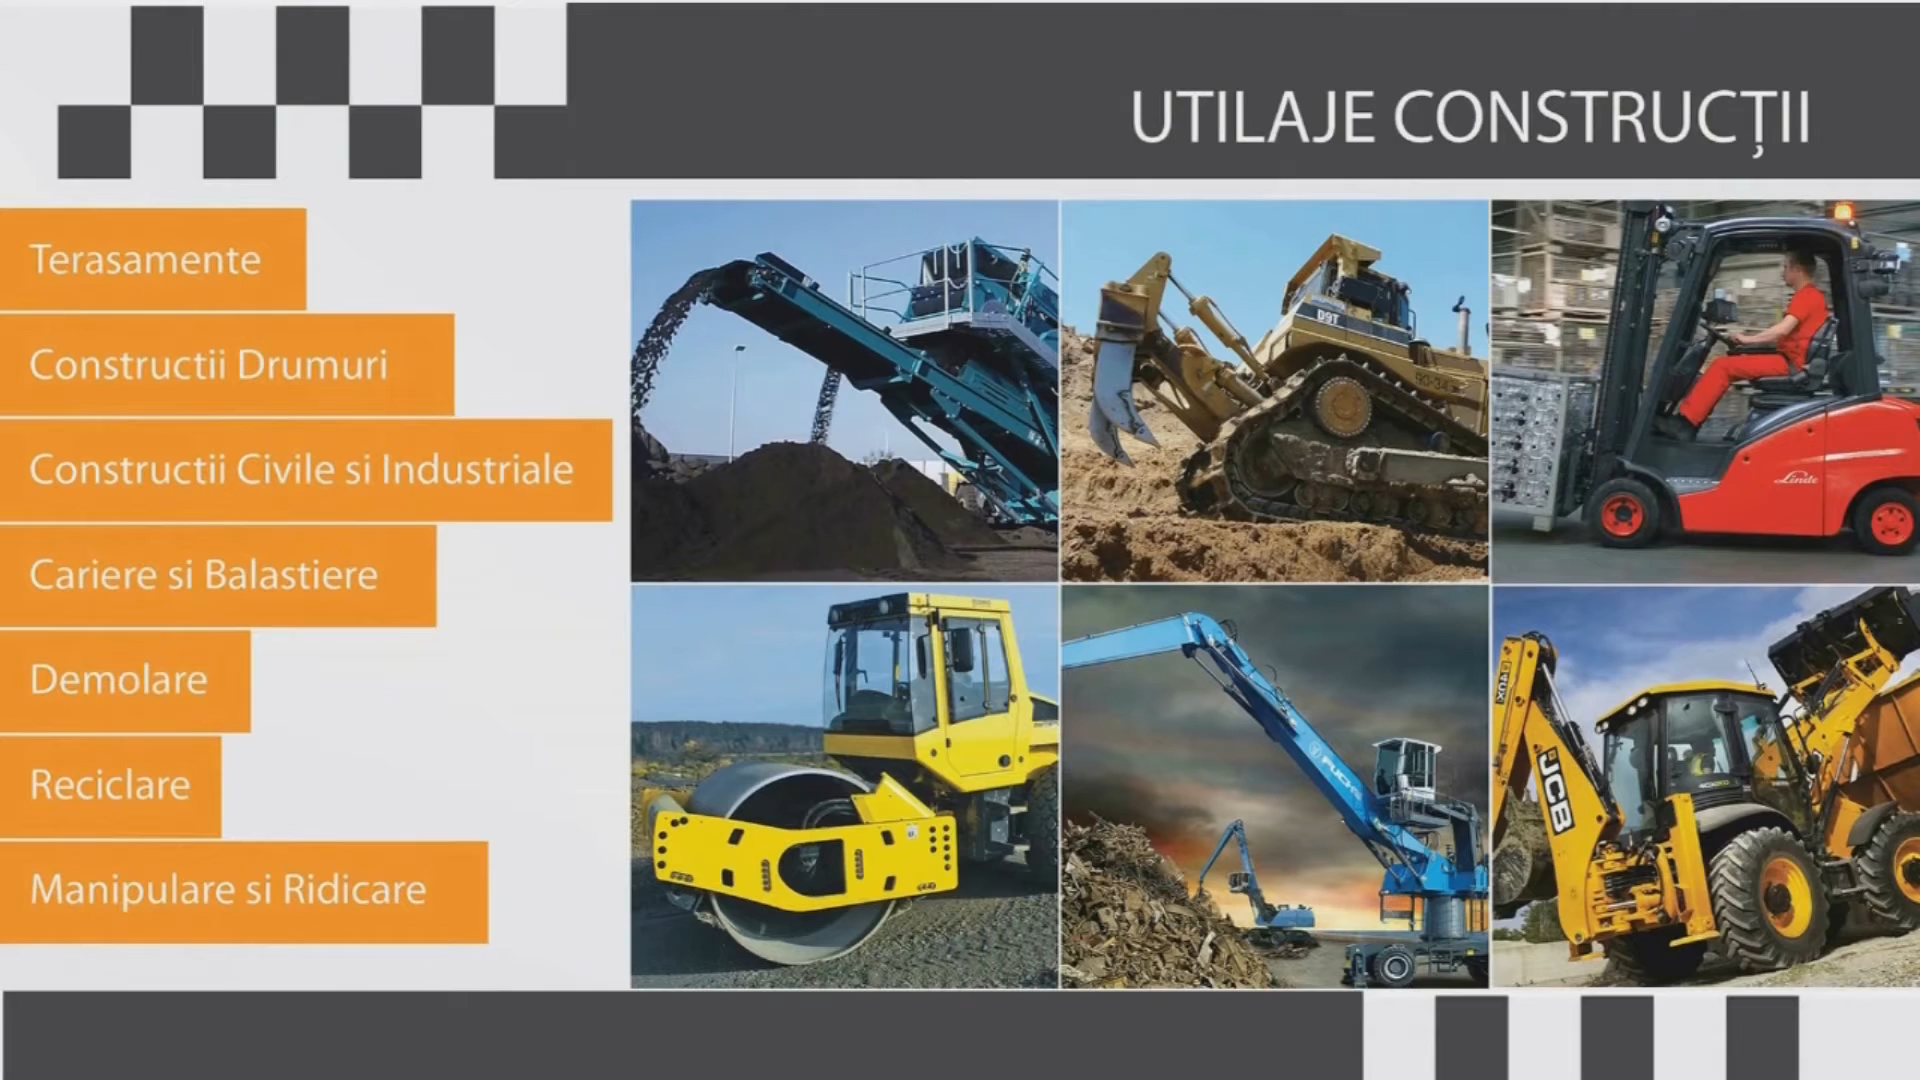 UTILAJE CONSTRUCȚII
Terasamente
Constructii Drumuri
Constructii Civile si Industriale
Cariere si Balastiere
Demolare
Reciclare
Manipulare si Ridicare
D9T
Linde
FUCHS
JCB